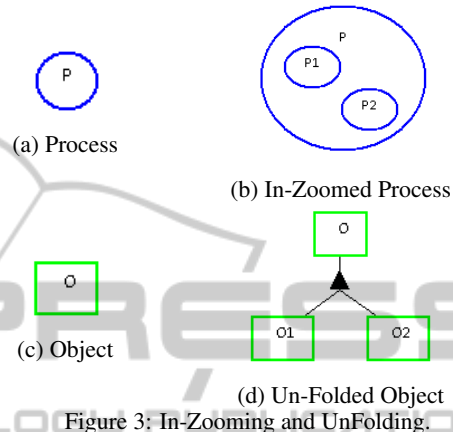 P
(a) Process
P
P1
P2
(b) In-Zoomed Process
O
(c) Object
O
O1
O2
(d) Un-Folded Object
Figure 3: In-Zooming and UnFolding.